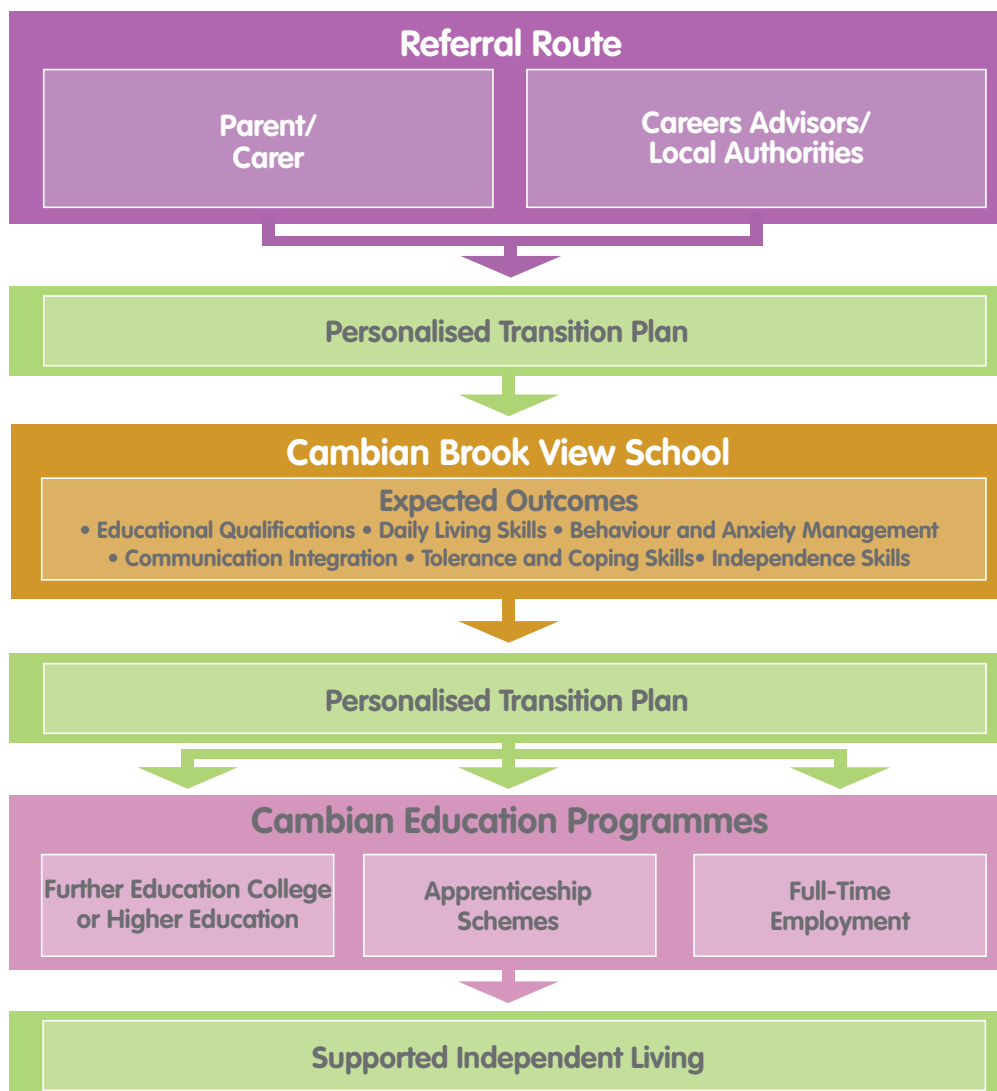 Referral Route
Parent/
Carer
Careers Advisors/
Local Authorities
Personalised Transition Plan
Cambian Brook View School
Expected Outcomes
• Educational Qualifications • Daily Living Skills • Behaviour and Anxiety Management
• Communication Integration • Tolerance and Coping Skills• Independence Skills
Personalised Transition Plan
Cambian Education Programmes
Further Education College
or Higher Education
Apprenticeship
Schemes
Full-Time
Employment
Supported Independent Living